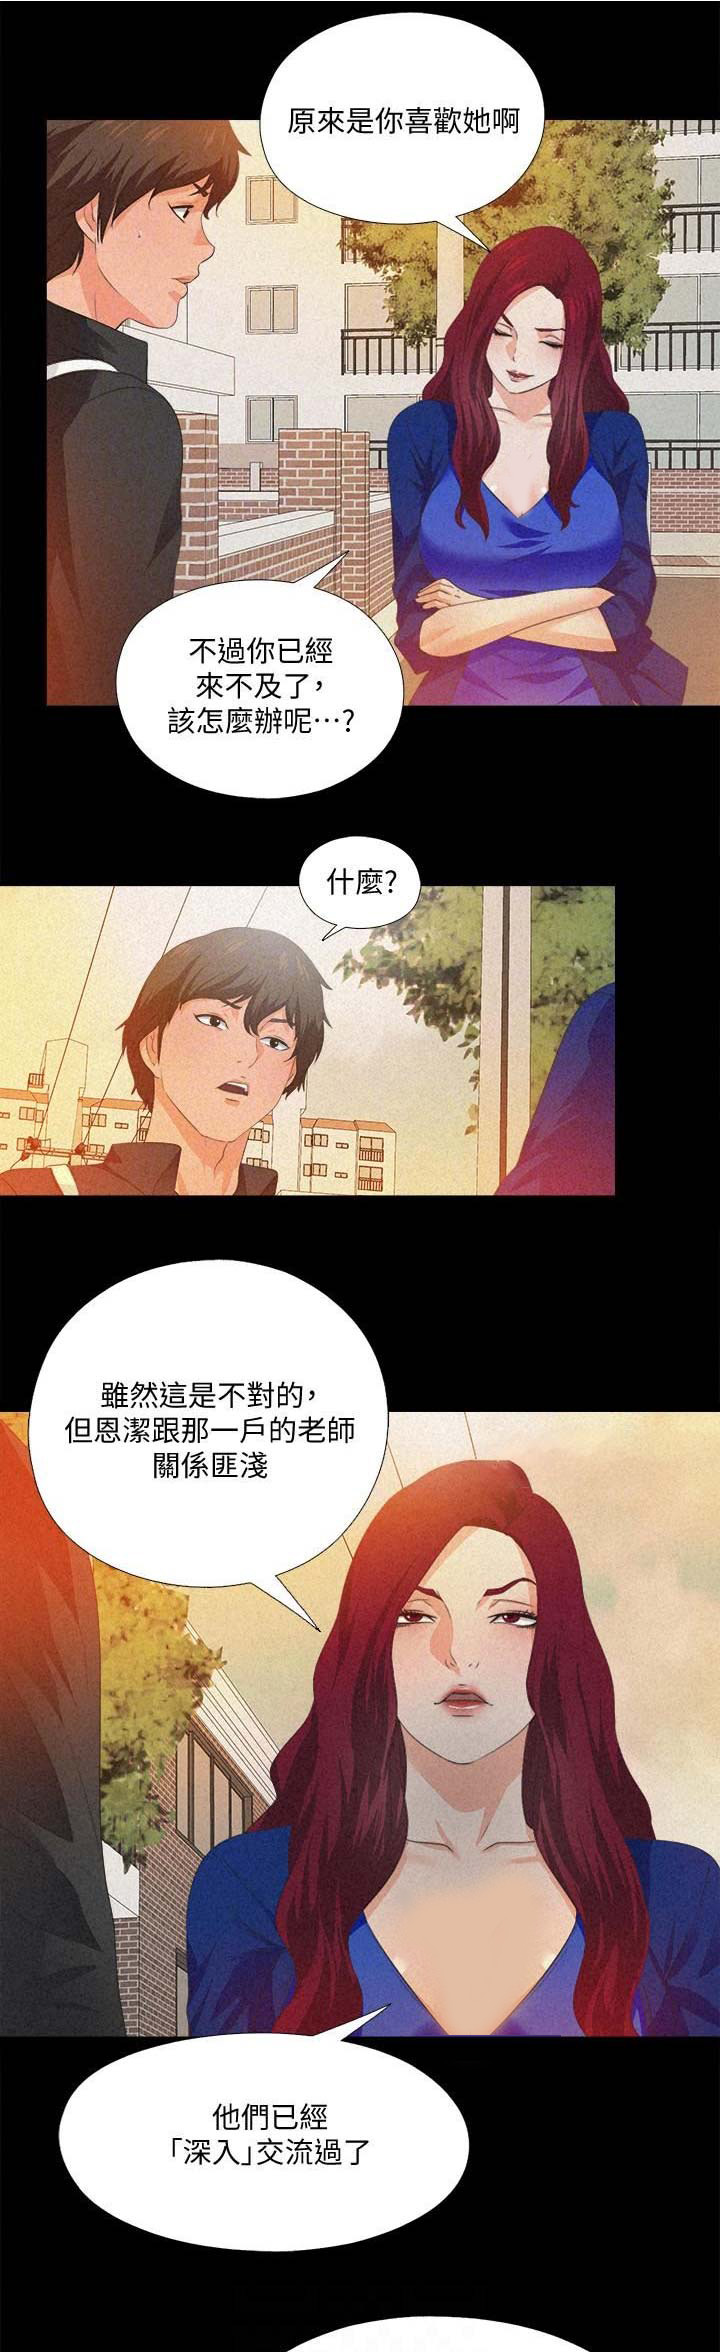 原來是你喜歡她啊
不過你已經
來不及了，
該怎麼辦呢…?
什麼?
雖然這是不對的，
但恩潔跟那一戶的老師
關係匪淺
他們已經
「深入」交流過了